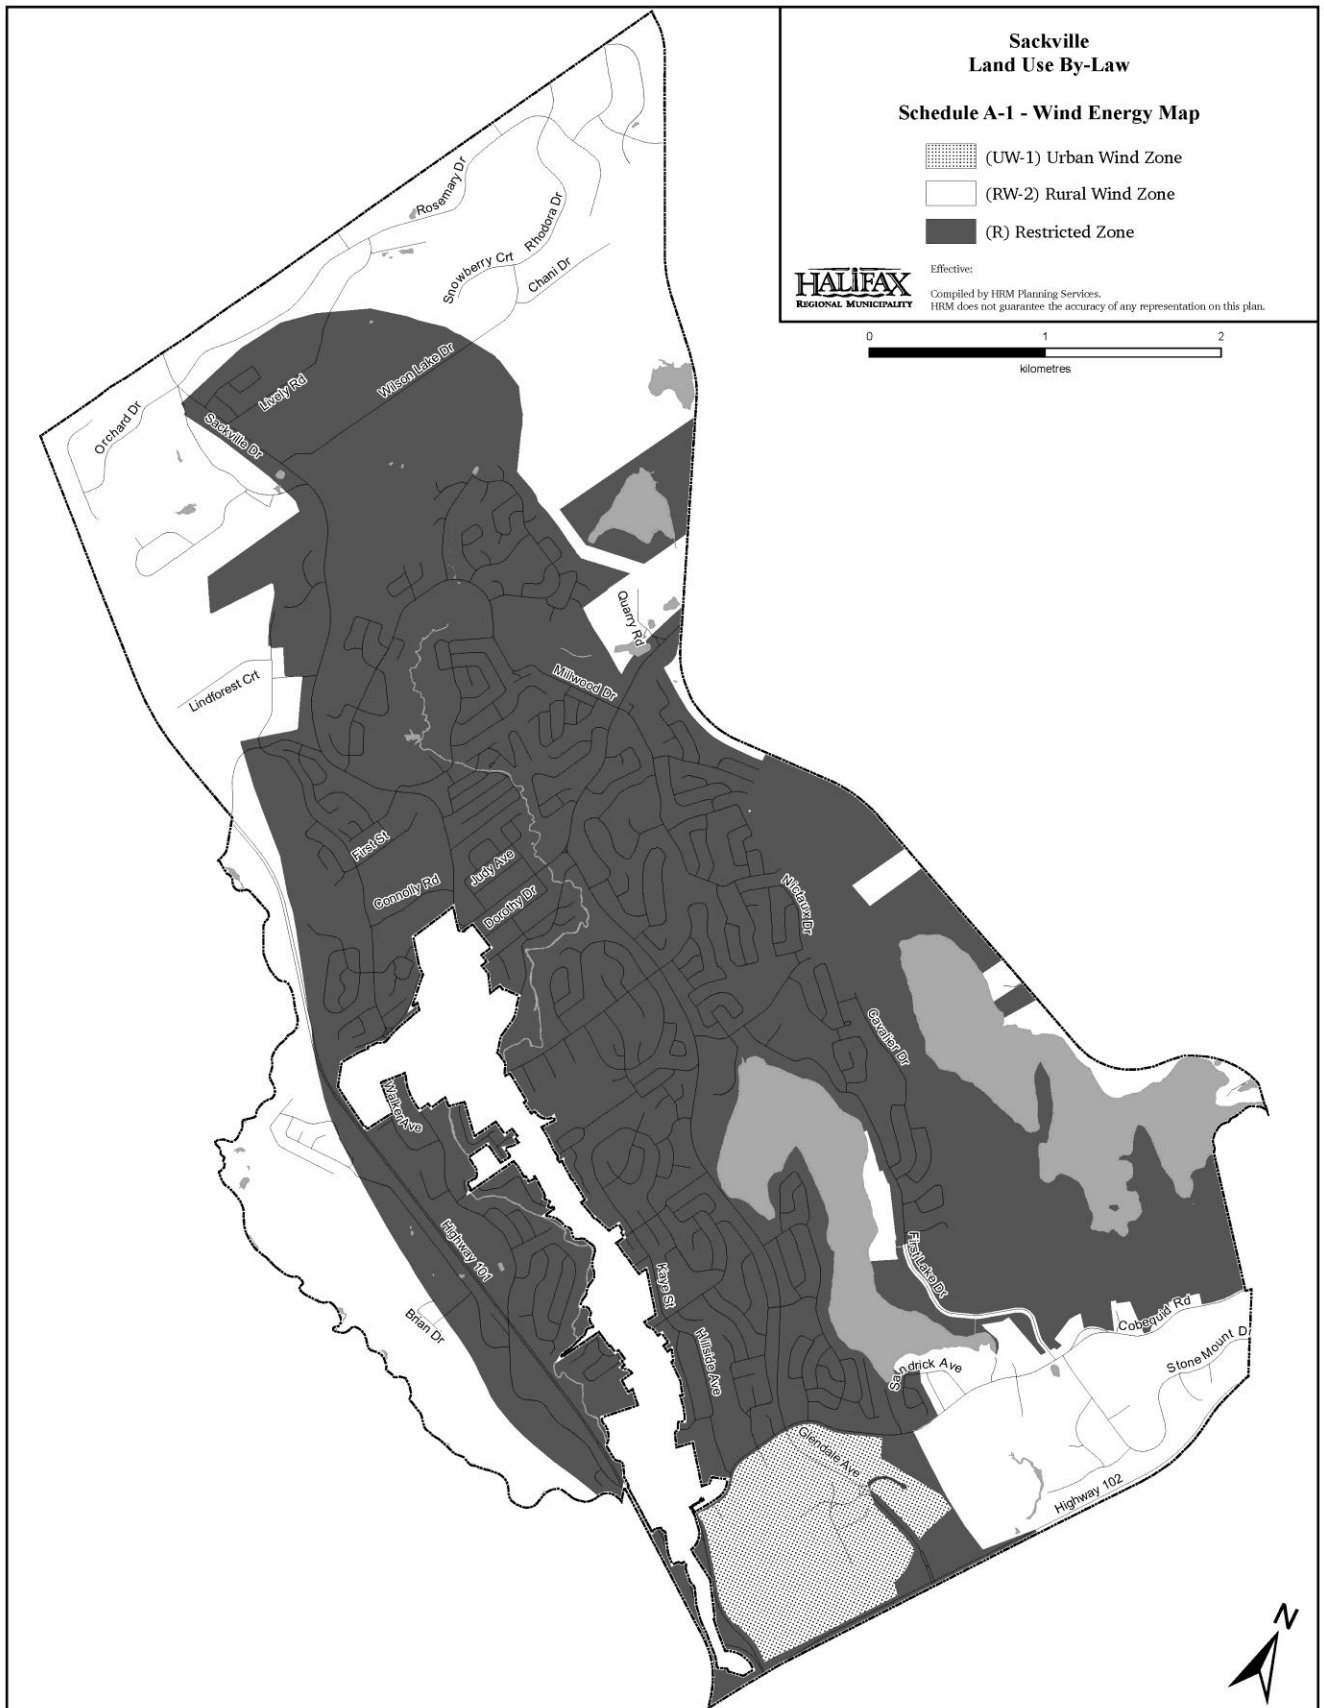 Sackville
Land Use By-Law
Schedule A-1 - Wind Energy Map
(UW-1) Urban Wind Zone
(RW-2) Rural Wind Zone
(R) Restricted Zone
HALIFAX
REGIONAL MUNICIPALITY
Effective:
Compiled by HRM Planning Services.
HRM does not guarantee the accuracy of any representation on this plan.
0 1 2
kilometres
Rosemary Dr
Rhodora Dr
Snowberry Crt
Chani Dr
Wilson Lake Dr
Lively Rd
Orchard Dr
Sackville Dr
Quarry Rd
Millwood Dr
Lindforest Crt
First St
Judy Ave
Connolly Rd
Dorothy Dr
Nictaux Dr
Cavalier Dr
Walker Ave
Highway 101
First Lake Dr
Kaye St
Brian Dr
Hillside Ave
Cobequid Rd
Stone Mount D
Sandrick Ave
Glendale Ave
Highway 102
N